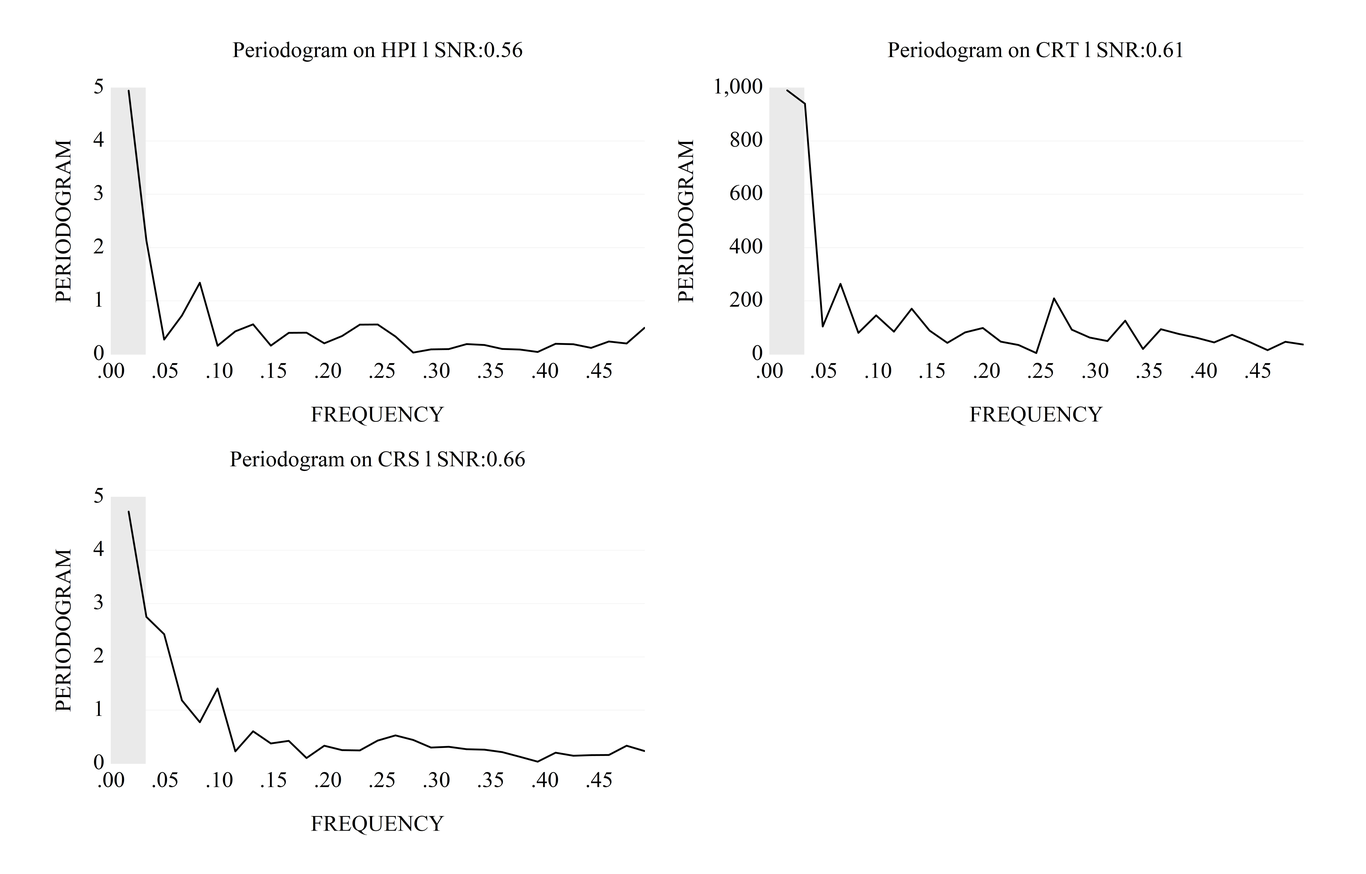 Periodogram on HPI l SNR:0.56
5
4
3
2
1
0
PERIODOGRAM
.00 .05 .10 .15 .20 .25 .30 .35 .40 .45
FREQUENCY
Periodogram on CRT l SNR:0.61
1,000
800
600
400
200
0
PERIODOGRAM
.00 .05 .10 .15 .20 .25 .30 .35 .40 .45
FREQUENCY
Periodogram on CRS l SNR:0.66
5
4
3
2
1
0
PERIODOGRAM
.00 .05 .10 .15 .20 .25 .30 .35 .40 .45
FREQUENCY